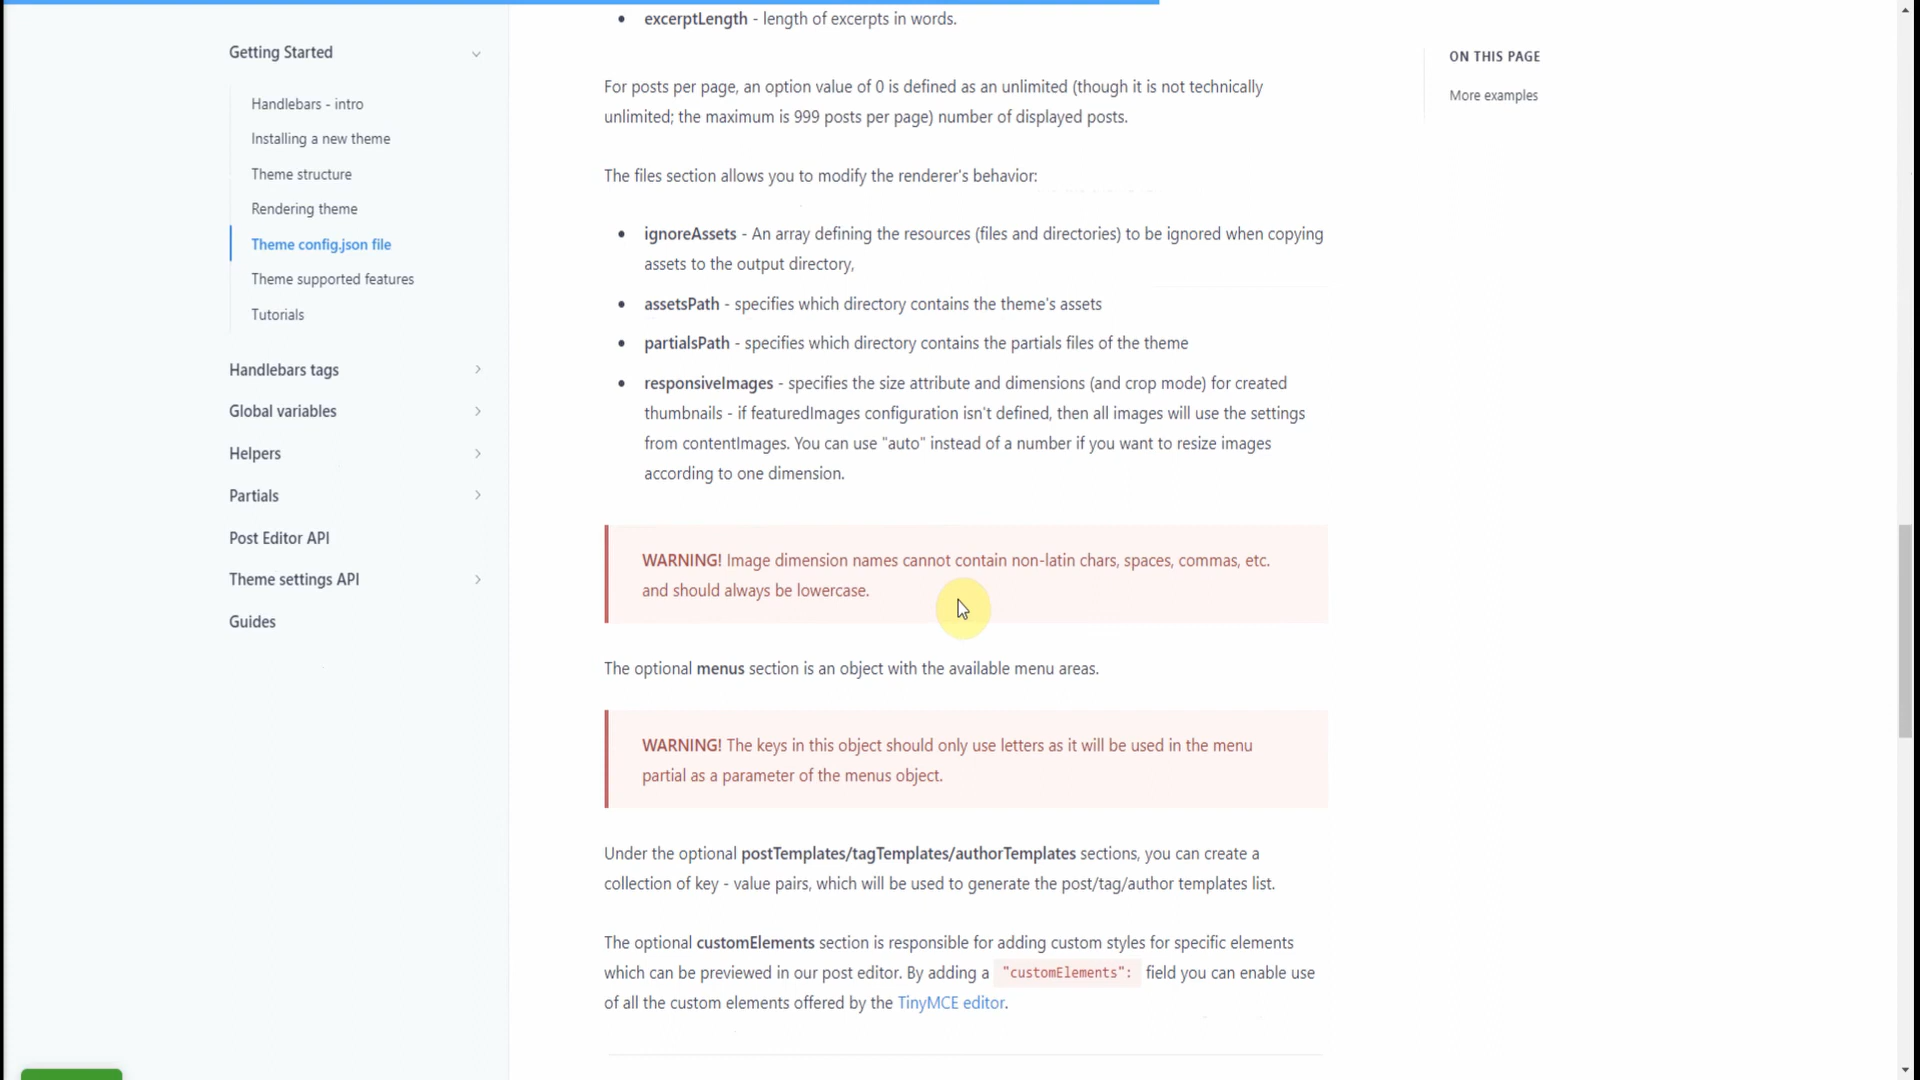 Getting Started
Handlebars - intro
Installing a new theme
Theme structure
Rendering theme
Theme config.json file
Theme supported features
Tutorials
Handlebars tags
Global variables
Helpers
Partials
Post Editor API
Theme settings API
Guides
excerptLength - length of excerpts in words.
For posts per page, an option value of 0 is defined as an unlimited (though it is not technically
unlimited; the maximum is 999 posts per page) number of displayed posts.
The files section allows you to modify the renderer's behavior:
ignoreAssets - An array defining the resources (files and directories) to be ignored when copying
assets to the output directory,
assetsPath - specifies which directory contains the theme's assets
partialsPath - specifies which directory contains the partials files of the theme
responsiveImages - specifies the size attribute and dimensions (and crop mode) for created
thumbnails - if featuredImages configuration isn't defined, then all images will use the settings
from contentImages. You can use "auto" instead of a number if you want to resize images
according to one dimension.
WARNING! Image dimension names cannot contain non-latin chars, spaces, commas, etc.
and should always be lowercase.
The optional menus section is an object with the available menu areas.
WARNING! The keys in this object should only use letters as it will be used in the menu
partial as a parameter of the menus object.
Under the optional postTemplates/tagTemplates/authorTemplates sections, you can create a
collection of key - value pairs, which will be used to generate the post/tag/author templates list.
The optional customElements section is responsible for adding custom styles for specific elements
which can be previewed in our post editor. By adding a "customElements": field you can enable use
of all the custom elements offered by the TinyMCE editor.
ON THIS PAGE
More examples